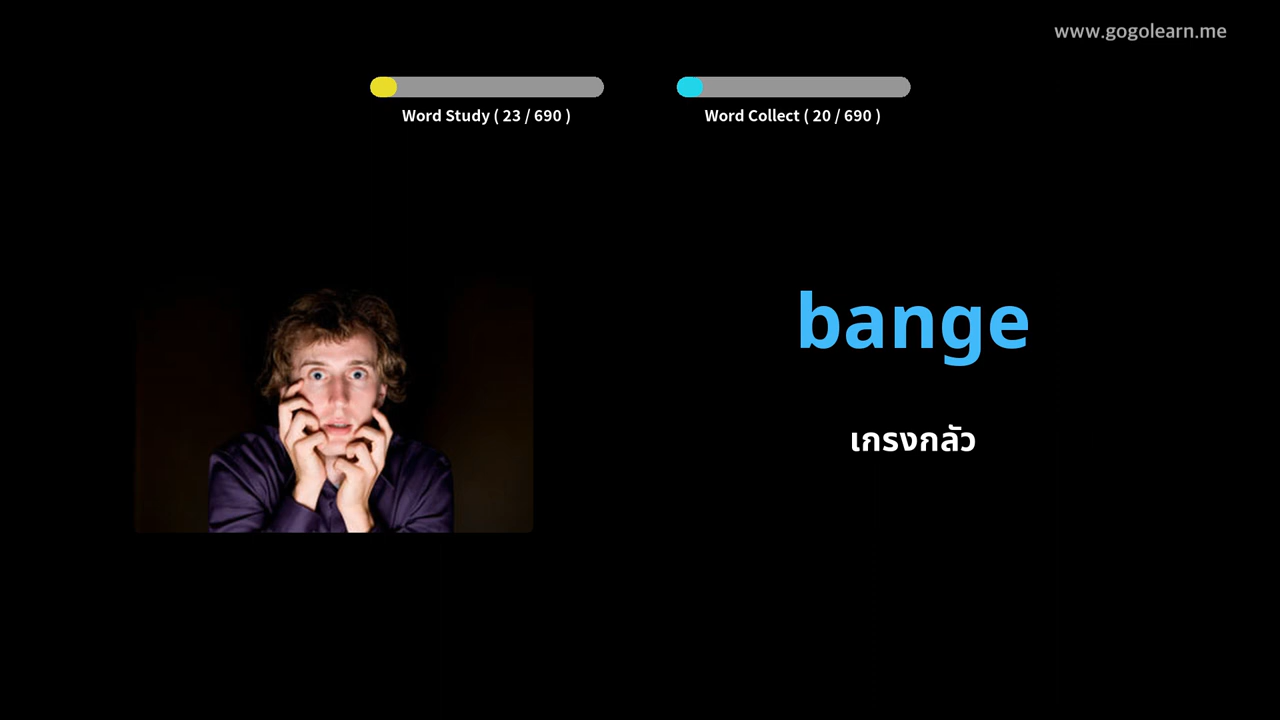 www.gogolearn.me
Word Study ( 23 / 690 )
Word Collect ( 20 / 690 )
bange
เกรงกลัว